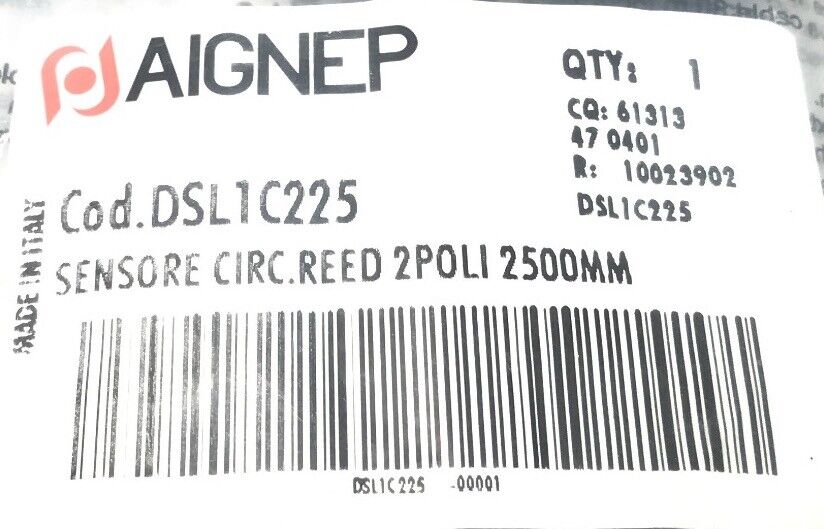 AIGNEP
QTY: 1
CQ: 61313
47 0401
R: 10023902
DSL1C225
Cod.DSL1C225
SENSORE CIRC.REED 2POLI 2500MM
MADE IN ITALY
DSL1C225 -00001